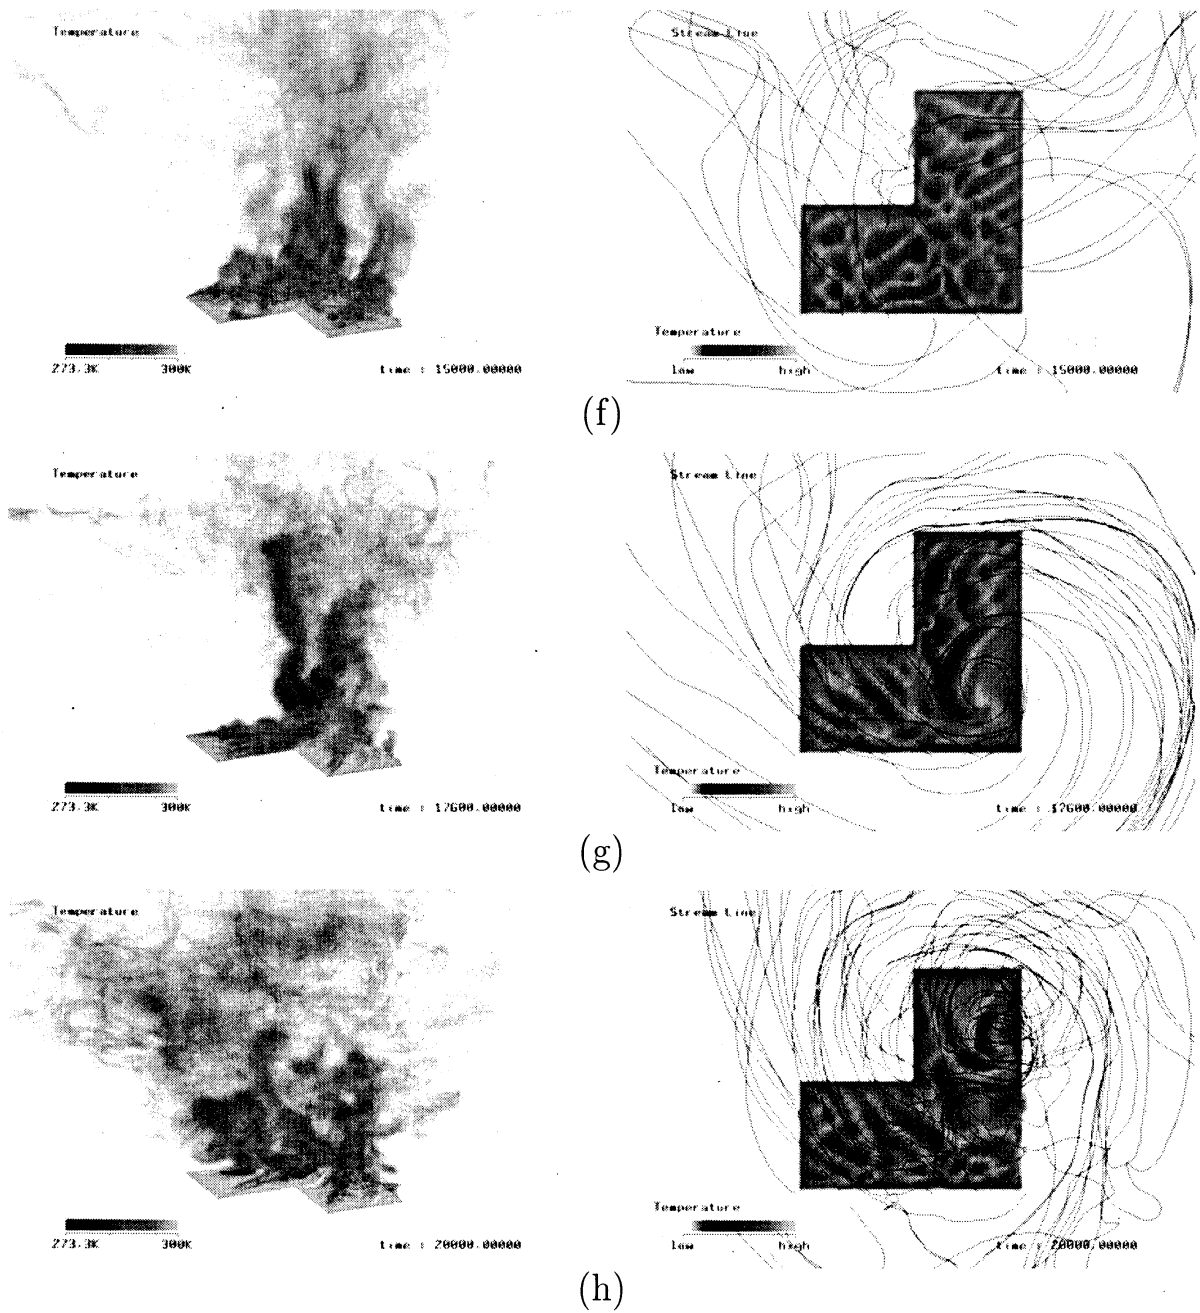 Temperature
273.3K 300K
time : 15000.00000
Stream Line
Temperature
low high
time : 15000.00000
(f)
Temperature
273.3K 300K
time : 17600.00000
Stream Line
Temperature
low high
time : 17600.00000
(g)
Temperature
273.3K 300K
time : 20000.00000
Stream Line
Temperature
low high
time : 20000.00000
(h)